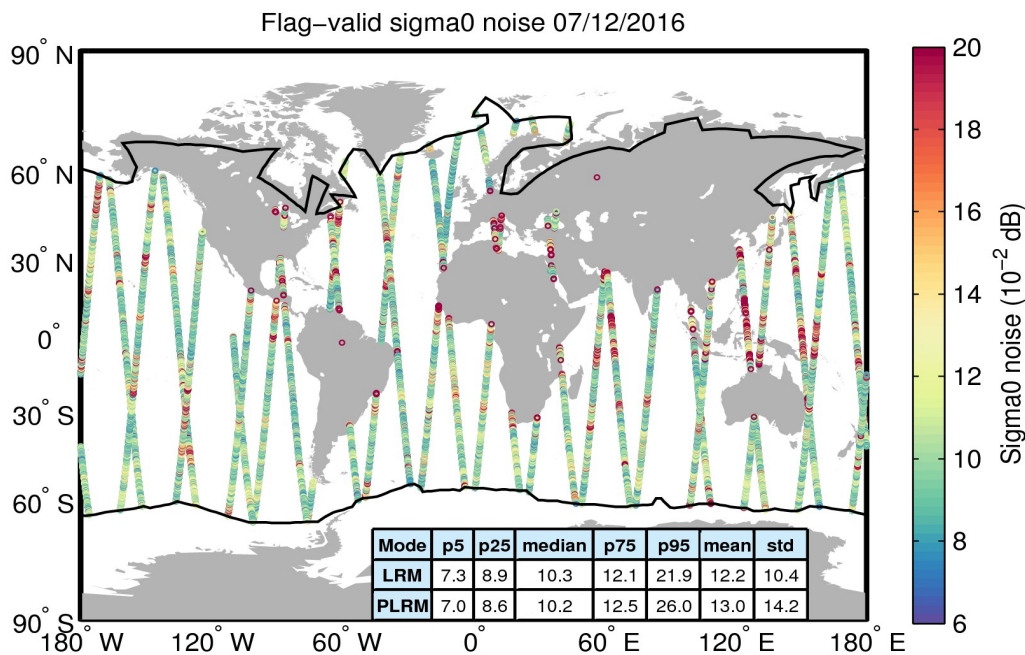 Flag−valid sigma0 noise 07/12/2016
90° N
60° N
30° N
0°
30° S
60° S
90° S
180° W
120° W
60° W
0°
60° E
120° E
180° E
Mode p5 p25 median p75 p95 mean std
LRM 7.3 8.9 10.3 12.1 21.9 12.2 10.4
PLRM 7.0 8.6 10.2 12.5 26.0 13.0 14.2
20
18
16
14
12
10
8
6
Sigma0 noise (10⁻² dB)